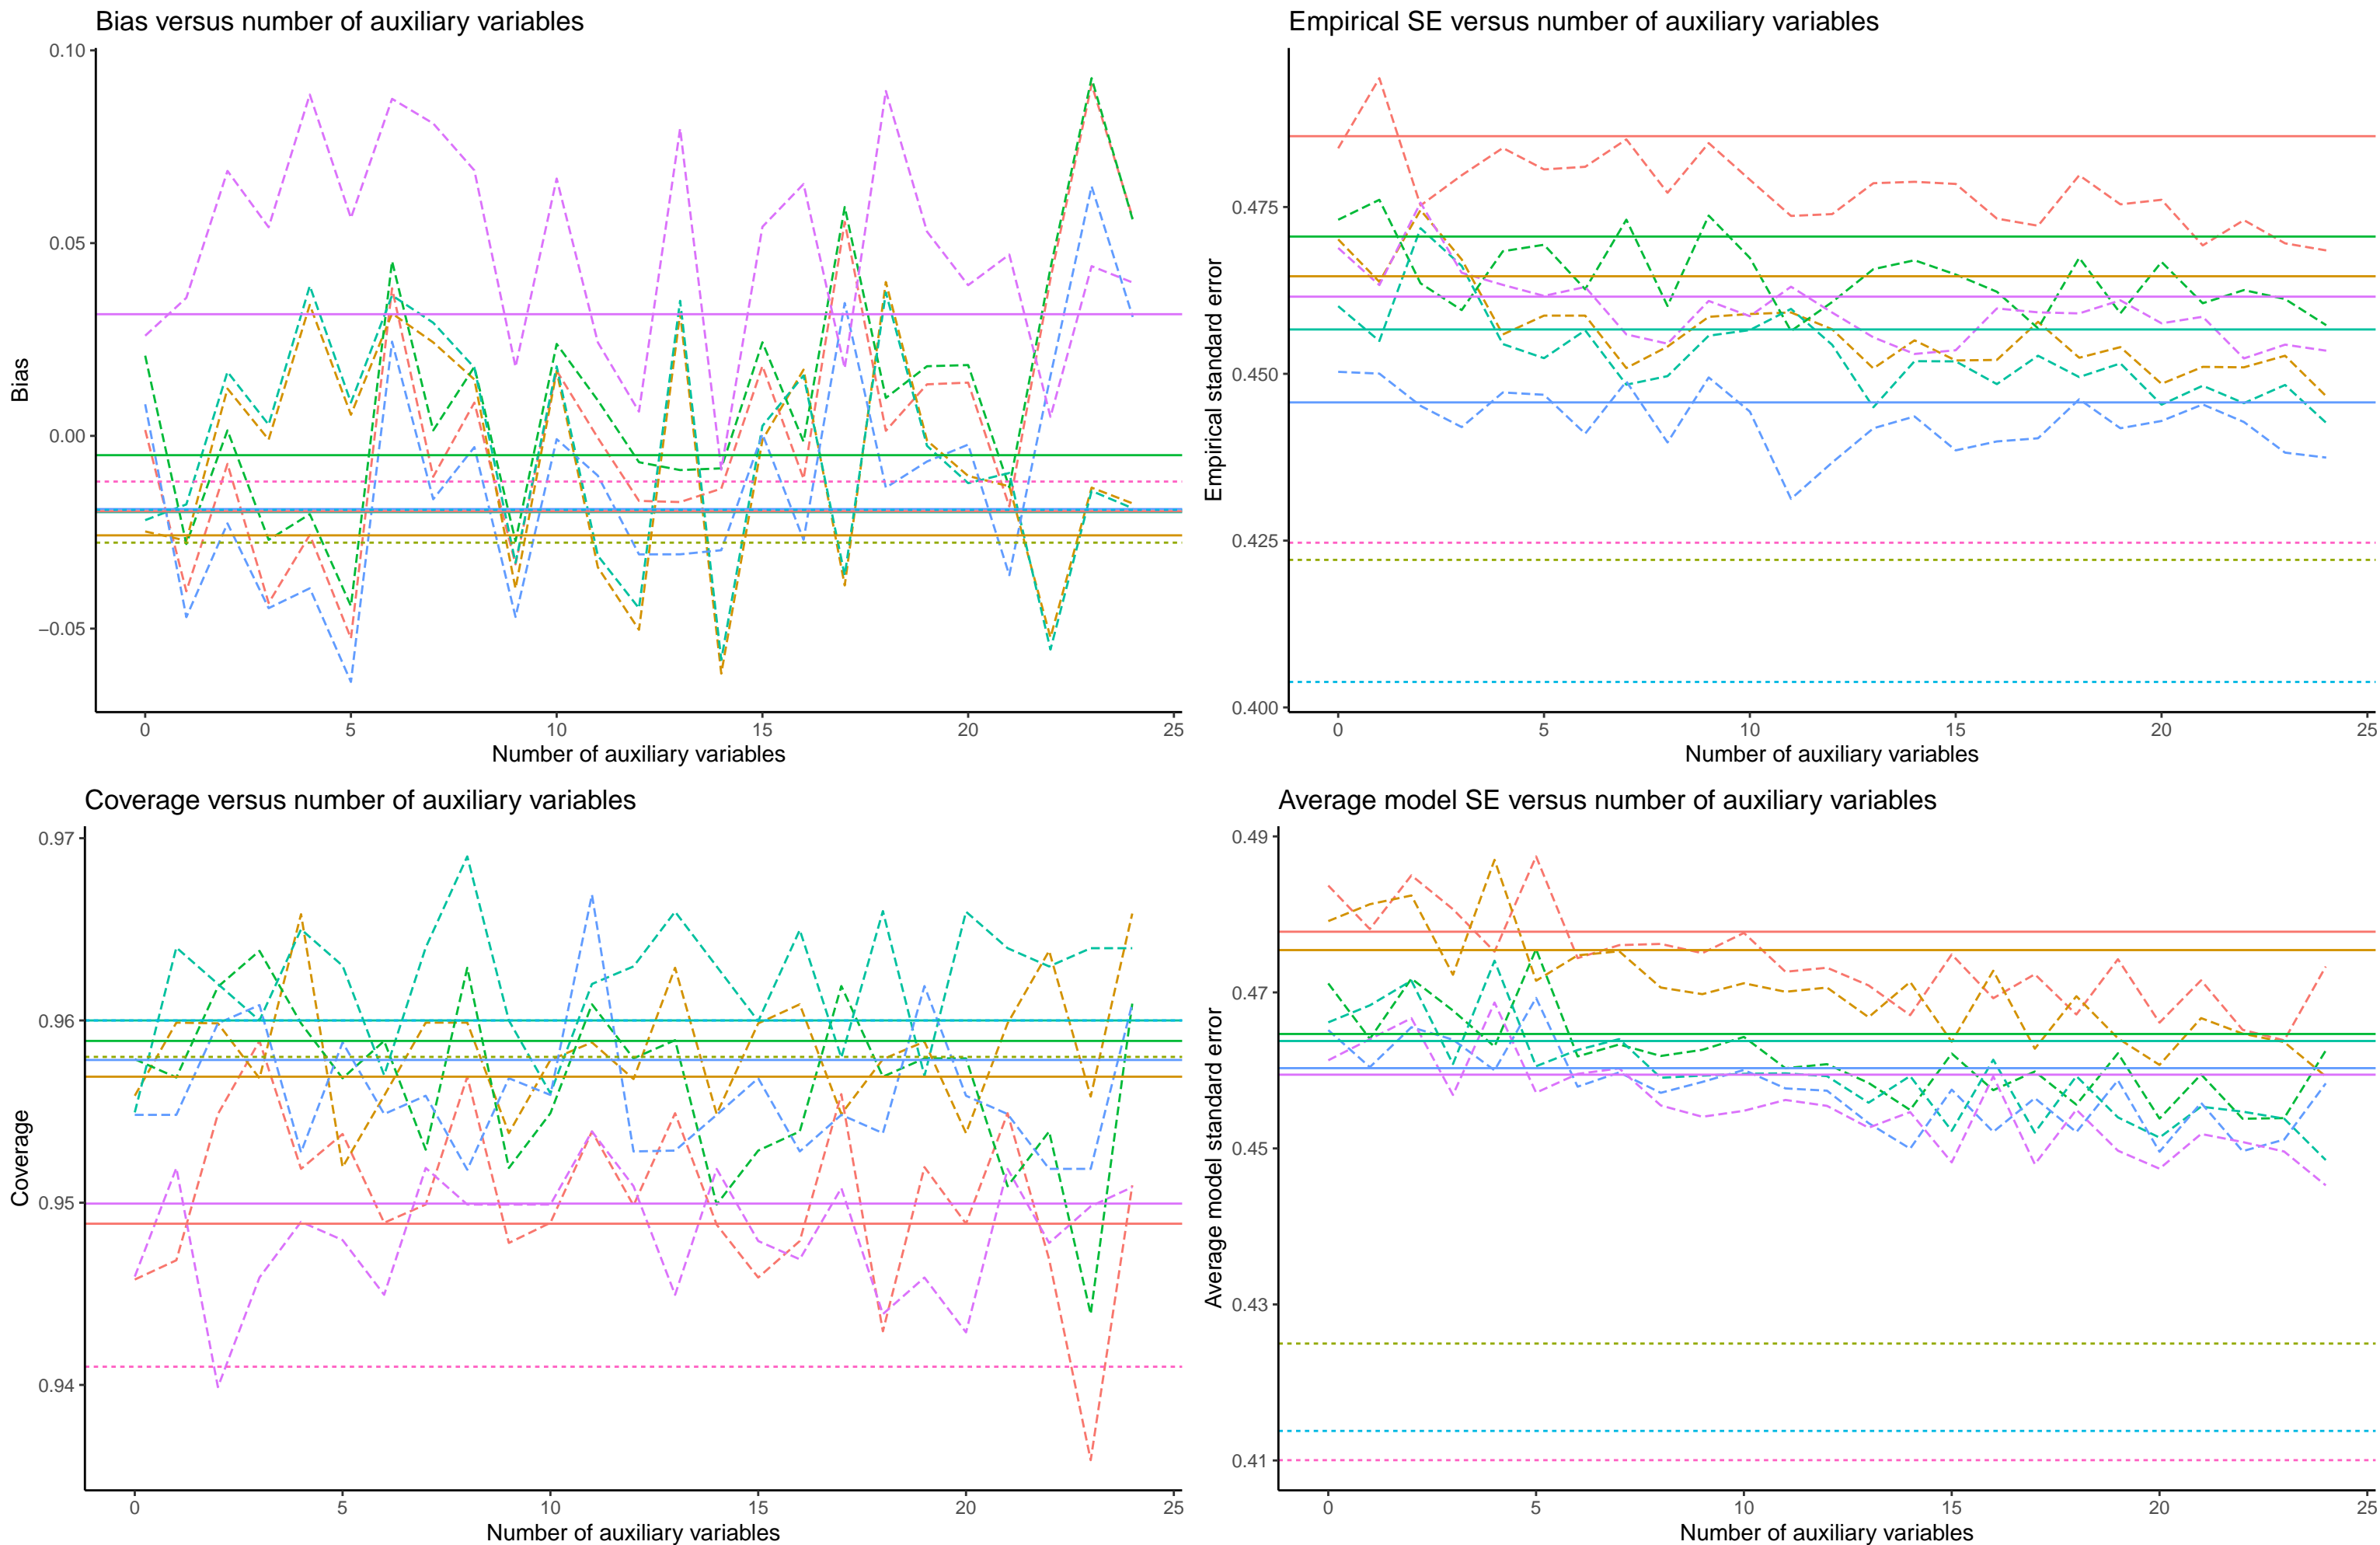 Bias versus number of auxiliary variables
0.10
0.05
0.00
−0.05
Bias
0 5 10 15 20 25
Number of auxiliary variables
Empirical SE versus number of auxiliary variables
0.475
0.450
0.425
0.400
Empirical standard error
0 5 10 15 20 25
Number of auxiliary variables
Coverage versus number of auxiliary variables
0.97
0.96
0.95
0.94
Coverage
0 5 10 15 20 25
Number of auxiliary variables
Average model SE versus number of auxiliary variables
0.49
0.47
0.45
0.43
0.41
Average model standard error
0 5 10 15 20 25
Number of auxiliary variables